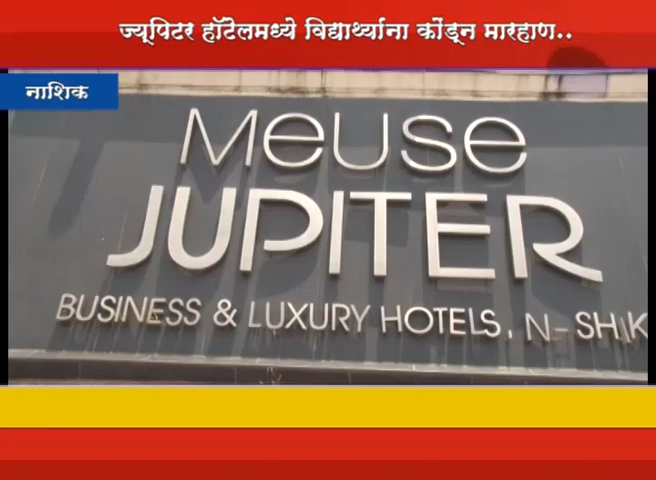 ज्यूपिटर हॉटेलमध्ये विद्यार्थ्यांना कोंडून मारहाण..
नाशिक
MEUSE
JUPITER
BUSINESS & LUXURY HOTELS, N-SHIK